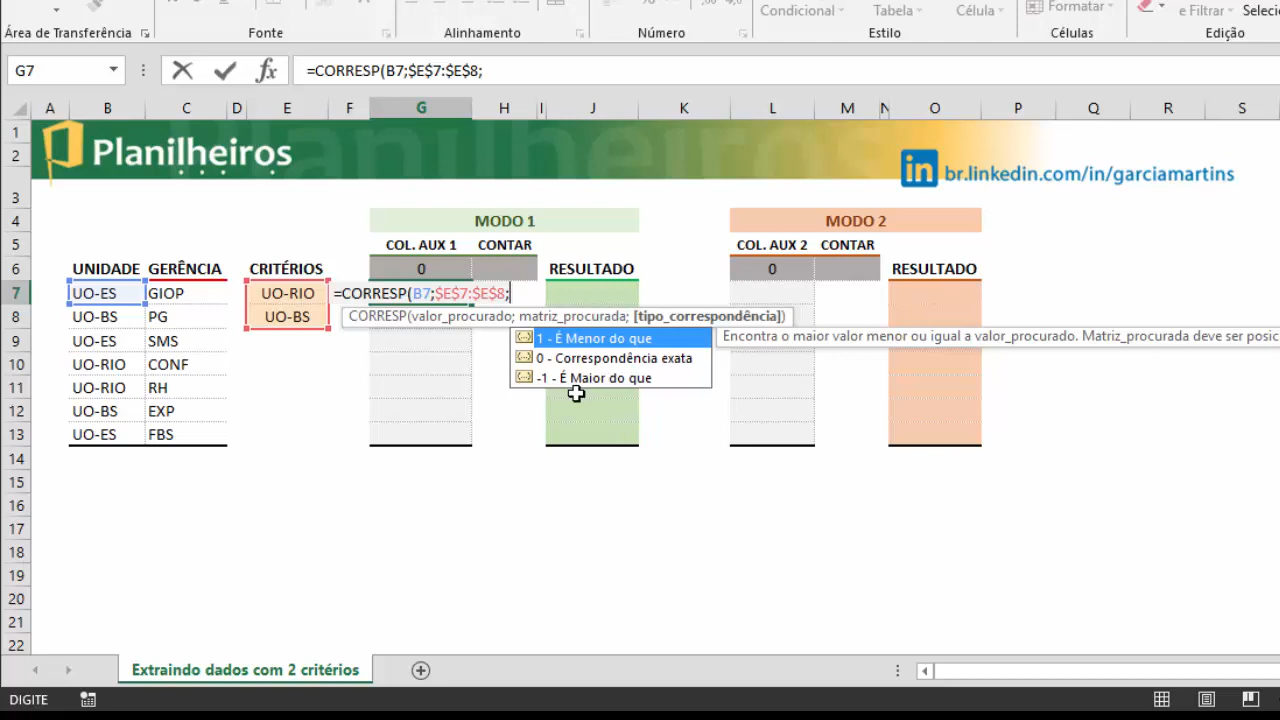 Condicional
Tabela
Célula
Formatar
e Filtrar
Seleci
Área de Transferência
Fonte
Alinhamento
Número
Estilo
Células
Edição
G7
fx
=CORRESP(B7;$E$7:$E$8;
A B C D E F G H I J K L M N O P Q R S
1
Planilheiros
2
br.linkedin.com/in/garciamartins
3
4 MODO 1 MODO 2
5 COL. AUX 1 CONTAR COL. AUX 2 CONTAR
6 UNIDADE GERÊNCIA CRITÉRIOS 0 RESULTADO 0 RESULTADO
7 UO-ES GIOP UO-RIO =CORRESP(B7;$E$7:$E$8;
8 UO-BS PG UO-BS
CORRESP(valor_procurado; matriz_procurada; [tipo_correspondência])
1 - É Menor do que
Encontra o maior valor menor ou igual a valor_procurado. Matriz_procurada deve ser posic
0 - Correspondência exata
-1 - É Maior do que
9 UO-ES SMS
10 UO-RIO CONF
11 UO-RIO RH
12 UO-BS EXP
13 UO-ES FBS
14
15
16
17
18
19
20
21
22
Extraindo dados com 2 critérios
DIGITE